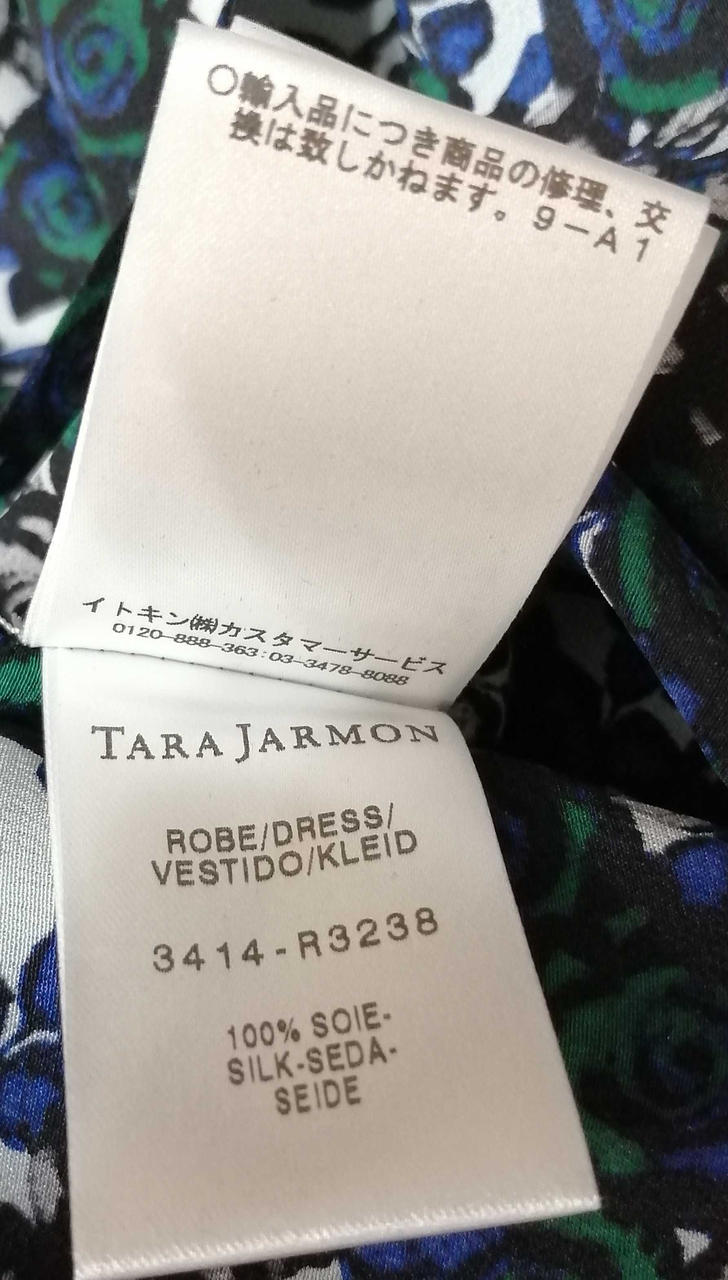 ○輸入品につき商品の修理、交
換は致しかねます。9－A1
イトキン㈱カスタマーサービス
0120-888-363:03-3478-8088
TARA JARMON
ROBE/DRESS/
VESTIDO/KLEID
3414-R3238
100% SOIE-
SILK-SEDA-
SEIDE